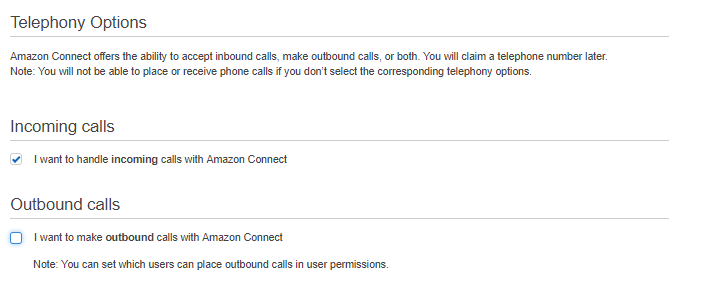 Telephony Options
Amazon Connect offers the ability to accept inbound calls, make outbound calls, or both. You will claim a telephone number later.
Note: You will not be able to place or receive phone calls if you don't select the corresponding telephony options.
Incoming calls
I want to handle incoming calls with Amazon Connect
Outbound calls
I want to make outbound calls with Amazon Connect
Note: You can set which users can place outbound calls in user permissions.